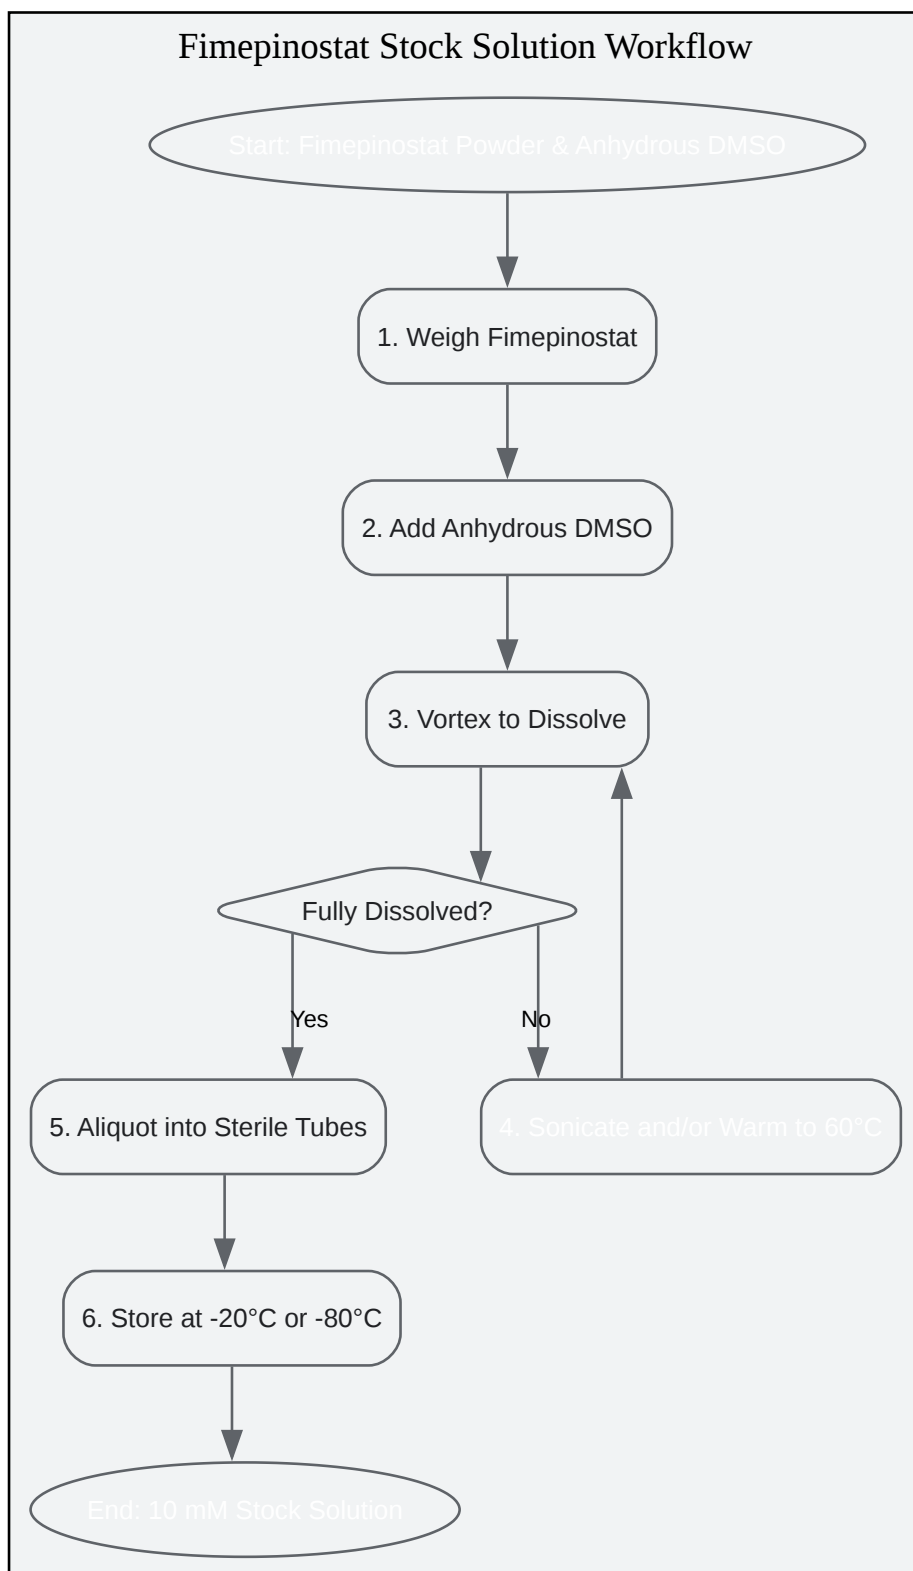 Fimepinostat Stock Solution Workflow
Start: Fimepinostat Powder & Anhydrous DMSO
1. Weigh Fimepinostat
2. Add Anhydrous DMSO
3. Vortex to Dissolve
Fully Dissolved?
Yes
No
5. Aliquot into Sterile Tubes
4. Sonicate and/or Warm to 60°C
6. Store at -20°C or -80°C
End: 10 mM Stock Solution